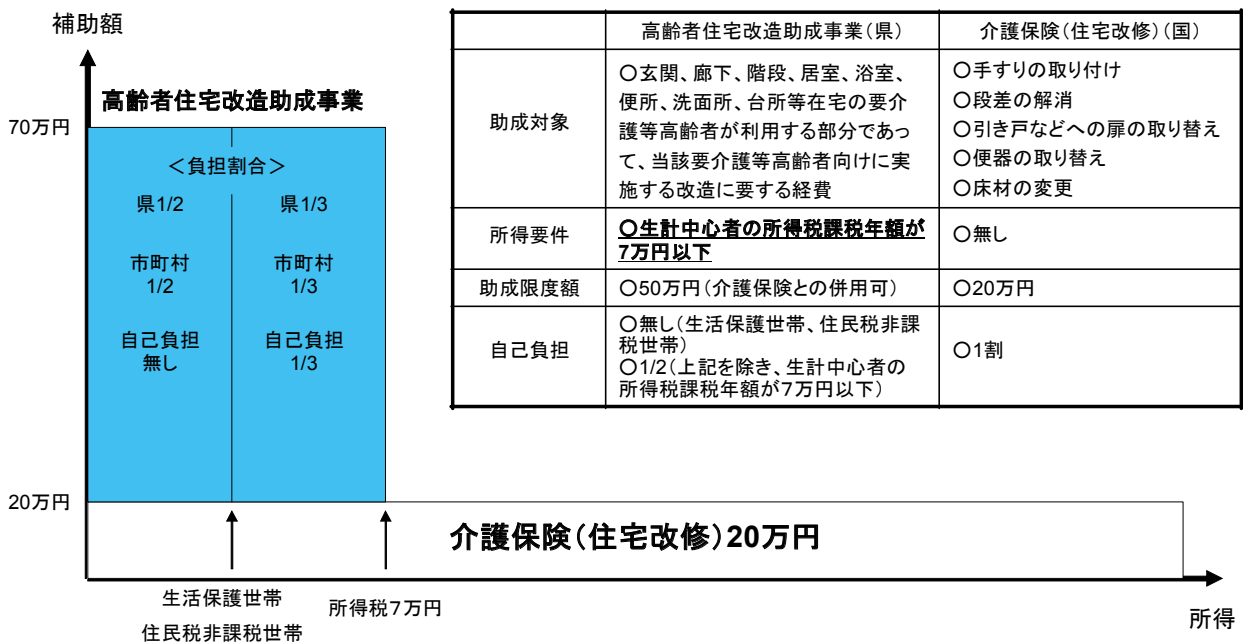 補助額
高齢者住宅改造助成事業
70万円
＜負担割合＞
県1/2
県1/3
市町村
1/2
市町村
1/3
自己負担
無し
自己負担
1/3
20万円
介護保険（住宅改修）20万円
生活保護世帯
住民税非課税世帯
所得税７万円
所得
高齢者住宅改造助成事業（県）
介護保険（住宅改修）（国）
助成対象
〇玄関、廊下、階段、居室、浴室、
便所、洗面所、台所等在宅の要介
護等高齢者が利用する部分であっ
て、当該要介護等高齢者向けに実
施する改造に要する経費
〇手すりの取り付け
〇段差の解消
〇引き戸などへの扉の取り替え
〇便器の取り替え
〇床材の変更
所得要件
〇生計中心者の所得税課税年額が
7万円以下
〇無し
助成限度額
〇50万円（介護保険との併用可）
〇20万円
自己負担
〇無し（生活保護世帯、住民税非課
税世帯）
〇1/2（上記を除き、生計中心者の
所得税課税年額が７万円以下）
〇1割